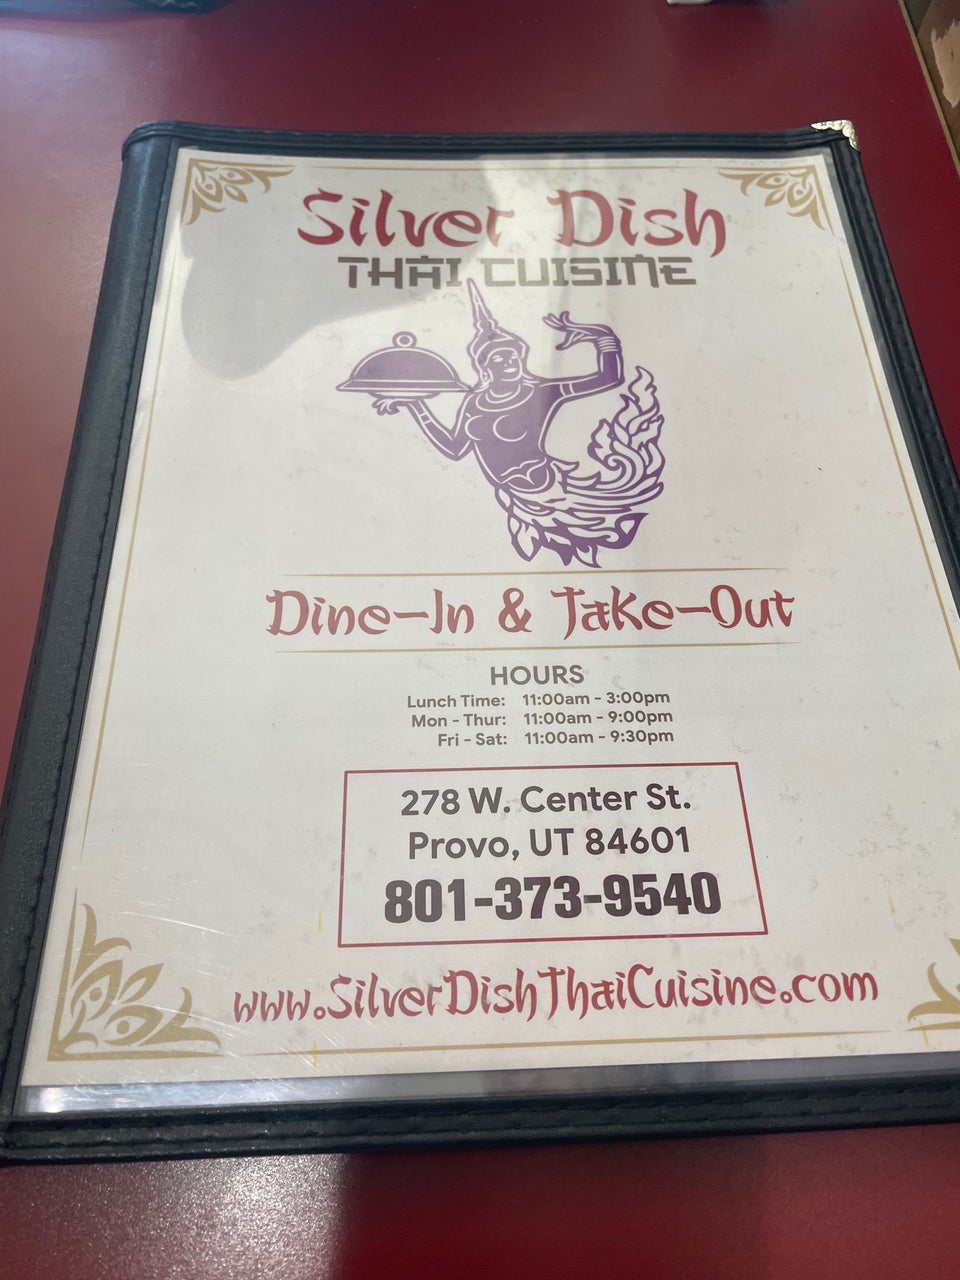 Silver Dish
THAI CUISINE
Dine-In & Take-Out
HOURS
Lunch Time: 11:00am - 3:00pm
Mon - Thur: 11:00am - 9:00pm
Fri - Sat: 11:00am - 9:30pm
278 W. Center St.
Provo, UT 84601
801-373-9540
www.SilverDishThaiCuisine.com